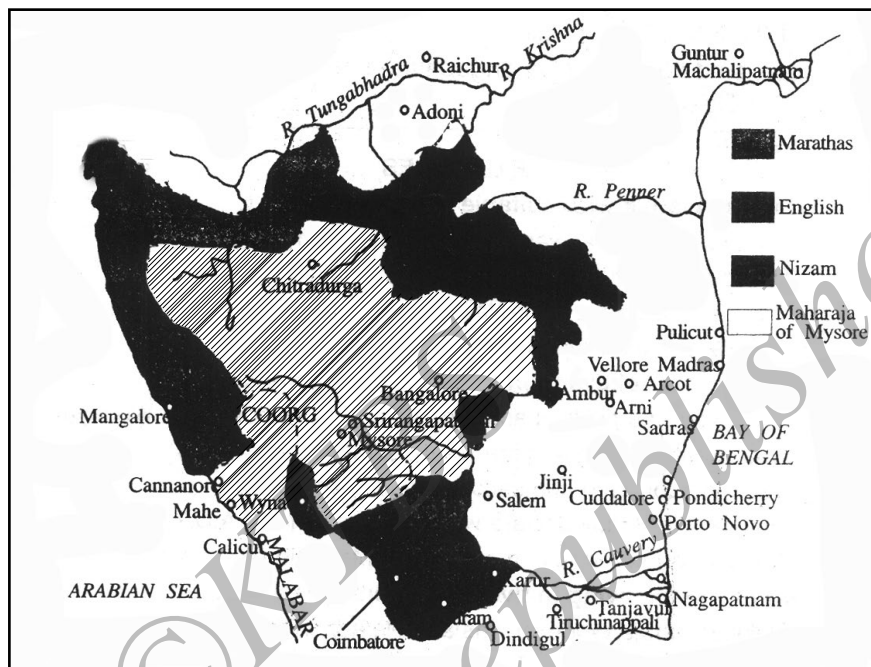 R. Tungabhadra
R. Krishna
Raichur
Adoni
Guntur
Machalipatnam
Marathas
English
Nizam
Maharaja
of Mysore
R. Penner
Chitradurga
Pulicut
Bangalore
Vellore
Madras
Ambur
Arcot
Arni
Mangalore
COORG
Mysore
Sadras
BAY OF
BENGAL
Cannanore
Mahe
Wyna
Jinji
Salem
Cuddalore
Pondicherry
Porto Novo
Calicut
MALABAR
ARABIAN SEA
R. Cauvery
Karur
Coimbatore
Dindigul
Tiruchinappali
Tanjavur
Nagapatnam